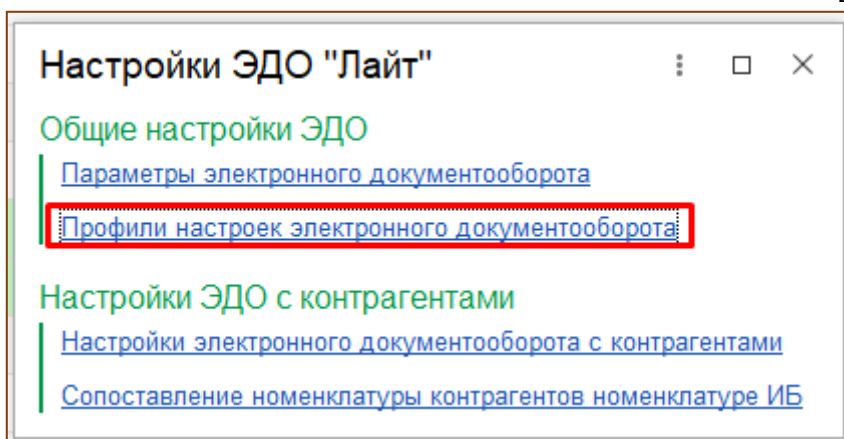 Настройки ЭДО "Лайт"
Общие настройки ЭДО
Параметры электронного документооборота
Профили настроек электронного документооборота
Настройки ЭДО с контрагентами
Настройки электронного документооборота с контрагентами
Сопоставление номенклатуры контрагентов номенклатуре ИБ